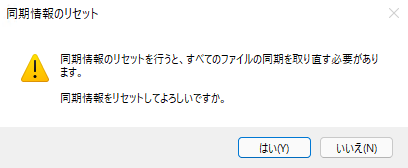 同期情報のリセット
同期情報のリセットを行うと、すべてのファイルの同期を取り直す必要があり
ます。
同期情報をリセットしてよろしいですか。
はい(Y)
いいえ(N)